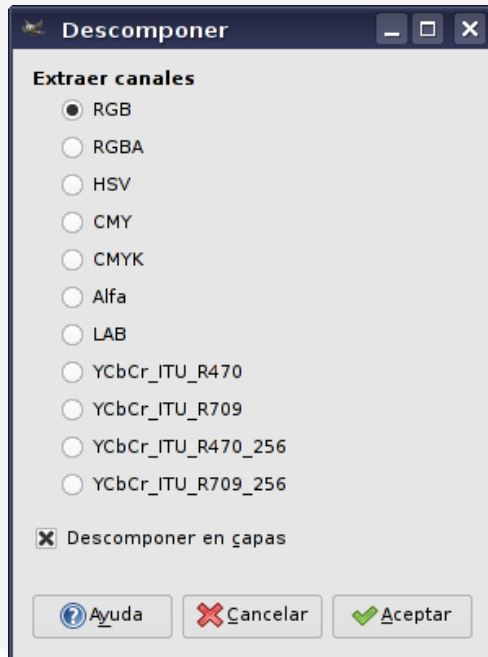 Descomponer
Extraer canales
RGB
RGBA
HSV
CMY
CMYK
Alfa
LAB
YCbCr_ITU_R470
YCbCr_ITU_R709
YCbCr_ITU_R470_256
YCbCr_ITU_R709_256
Descomponer en capas
Ayuda Cancelar Aceptar